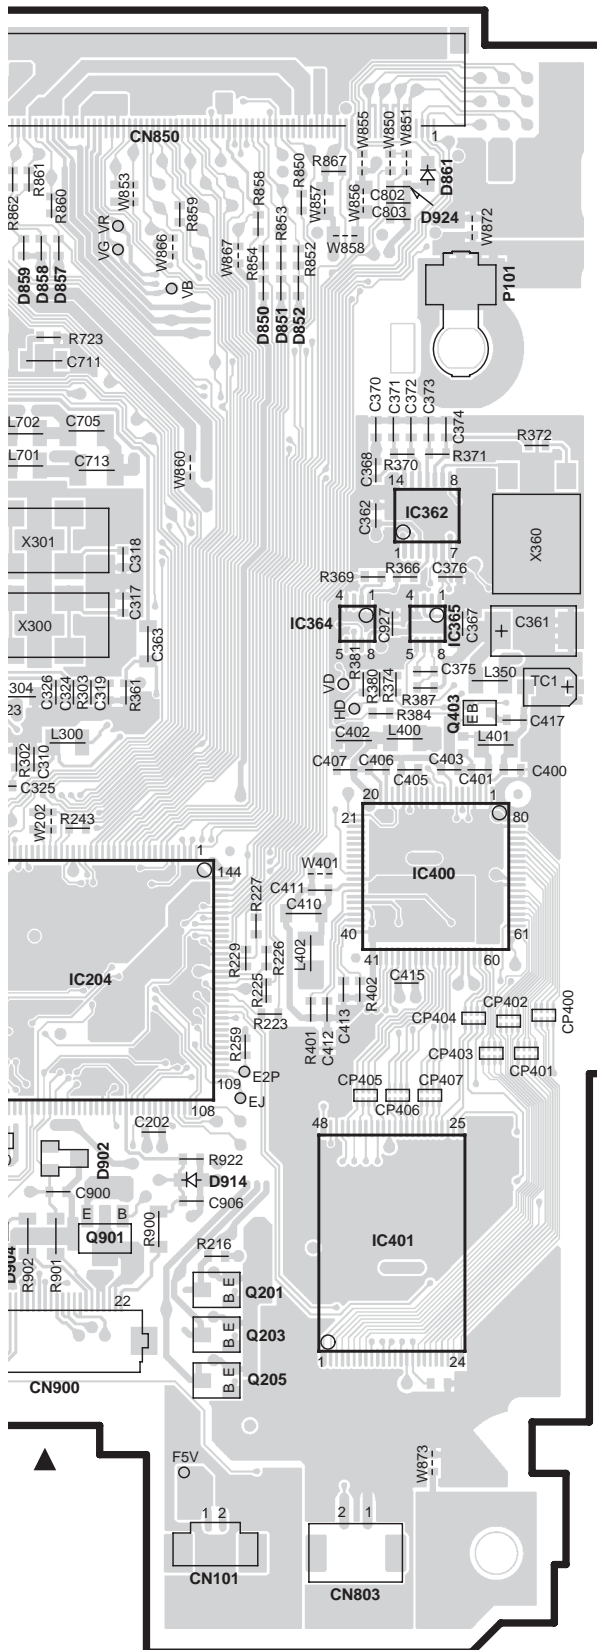 CN850
1
R862
R861
R860
W853
VR
VG
W866
R859
VB
W867
R858
R854
R853
R850
R852
R867
W857
W856
W858
W855
W850
W851
C802
C803
D861
D924
W872
P101
D859
D858
D857
D850
D851
D852
R723
C711
L702
C705
L701
C713
W860
C370
C371
C372
C373
C374
R372
C368
R370
R371
14
8
C362
IC362
1
7
X360
X301
C318
X300
C317
C363
R369
R366
C376
IC364
4
1
5
8
C927
4
1
5
8
IC365
C367
C361
+
304
23
C326
C324
R303
C319
R361
VD
R381
R380
R374
C375
R387
L350
TC1
+
HD
R384
Q403
EB
C417
R302
C310
L300
C325
C402
L400
L401
C407
C406
C405
C403
C401
C400
W202
R243
20
1
21
80
IC400
40
61
41
60
1
144
IC204
109
108
W401
C411
R227
C410
R229
R226
L402
R225
R223
R401
C412
C413
R402
C415
CP404
CP402
CP400
CP403
CP401
R259
E2P
EJ
CP405
CP407
CP406
C202
48
25
IC401
1
24
D902
R922
D914
C906
C900
E B
Q901
R900
D904
R902
R901
R216
E
B
Q201
E
B
Q203
E
B
Q205
22
CN900
F5V
W873
1 2
CN101
2 1
CN803